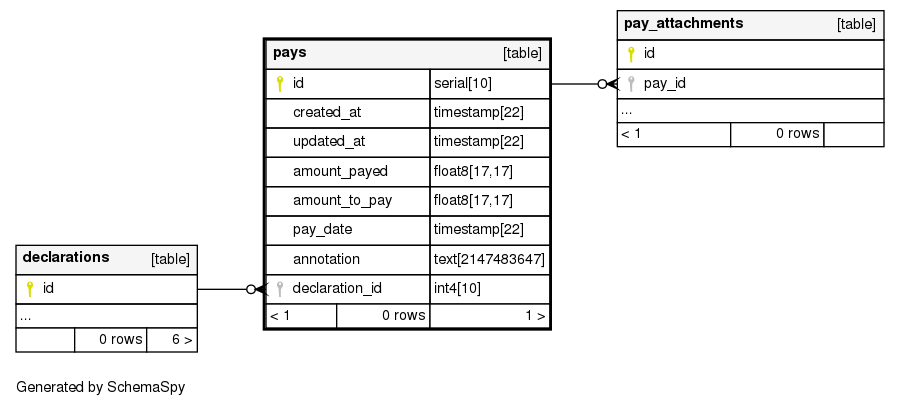 pays [table]
id serial[10]
created_at timestamp[22]
updated_at timestamp[22]
amount_payed float8[17,17]
amount_to_pay float8[17,17]
pay_date timestamp[22]
annotation text[2147483647]
declaration_id int4[10]
< 1 0 rows 1 >
pay_attachments [table]
id
pay_id
...
< 1 0 rows
declarations [table]
id
...
0 rows 6 >
Generated by SchemaSpy